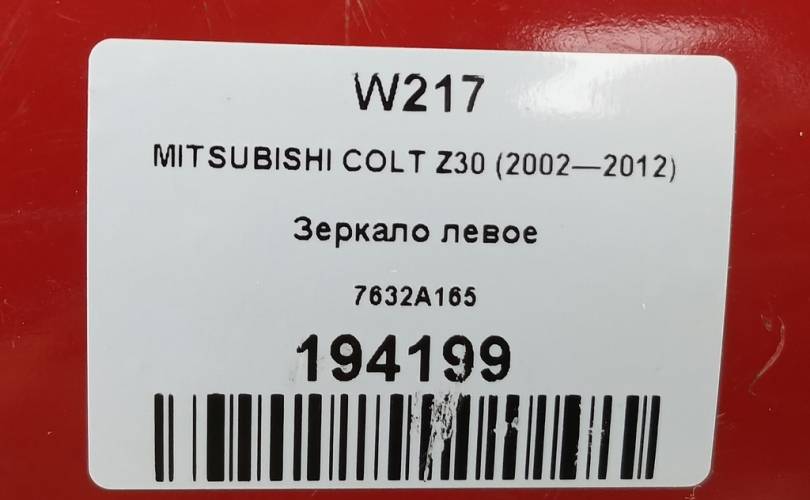 W217
MITSUBISHI COLT Z30 (2002—2012)
Зеркало левое
7632A165
194199